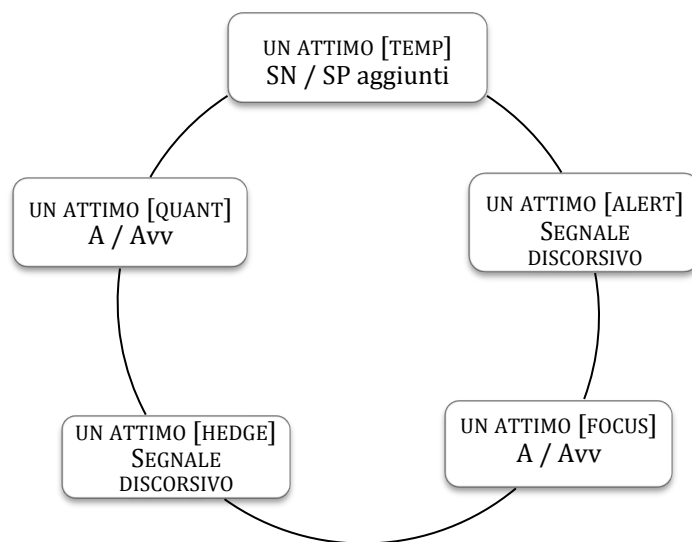 UN ATTIMO [TEMP]
SN / SP aggiunti
UN ATTIMO [QUANT]
A / Avv
UN ATTIMO [ALERT]
SEGNALE
DISCORSIVO
UN ATTIMO [HEDGE]
SEGNALE
DISCORSIVO
UN ATTIMO [FOCUS]
A / Avv